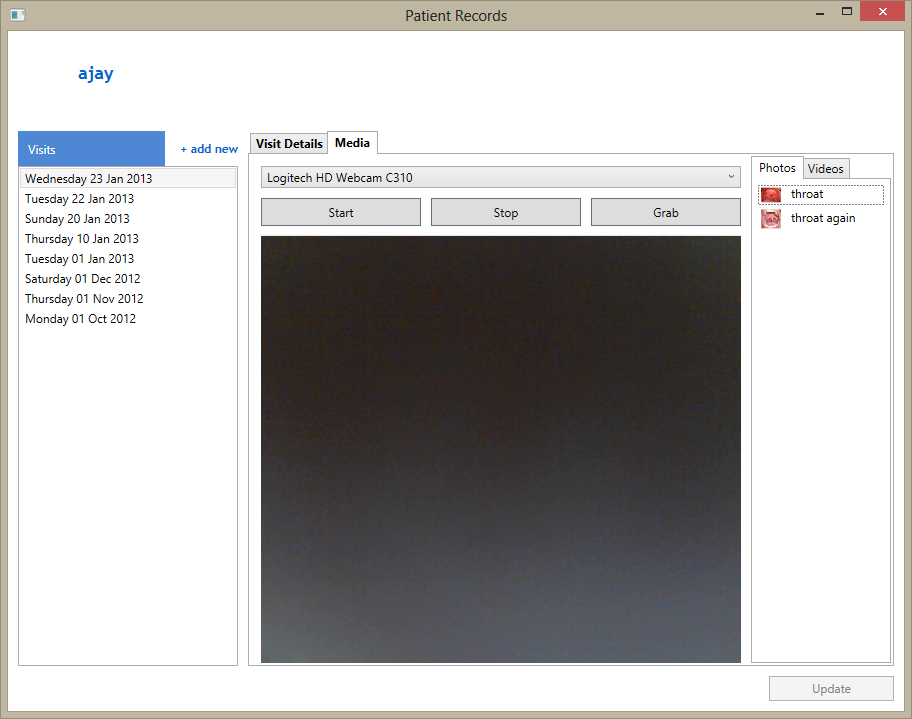 Patient Records
ajay
Visits
+ add new
Wednesday 23 Jan 2013
Tuesday 22 Jan 2013
Sunday 20 Jan 2013
Thursday 10 Jan 2013
Tuesday 01 Jan 2013
Saturday 01 Dec 2012
Thursday 01 Nov 2012
Monday 01 Oct 2012
Visit Details
Media
Logitech HD Webcam C310
Start
Stop
Grab
Photos
Videos
throat
throat again
Update